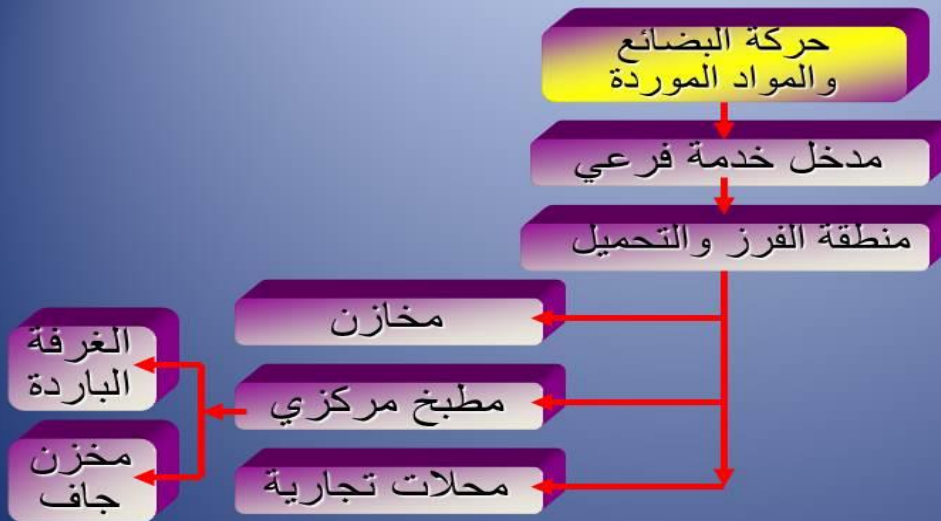 حركة البضائع
والمواد الموردة
مدخل خدمة فرعي
منطقة الفرز والتحميل
مخازن
مطبخ مركزي
محلات تجارية
الغرفة
الباردة
مخزن
جاف